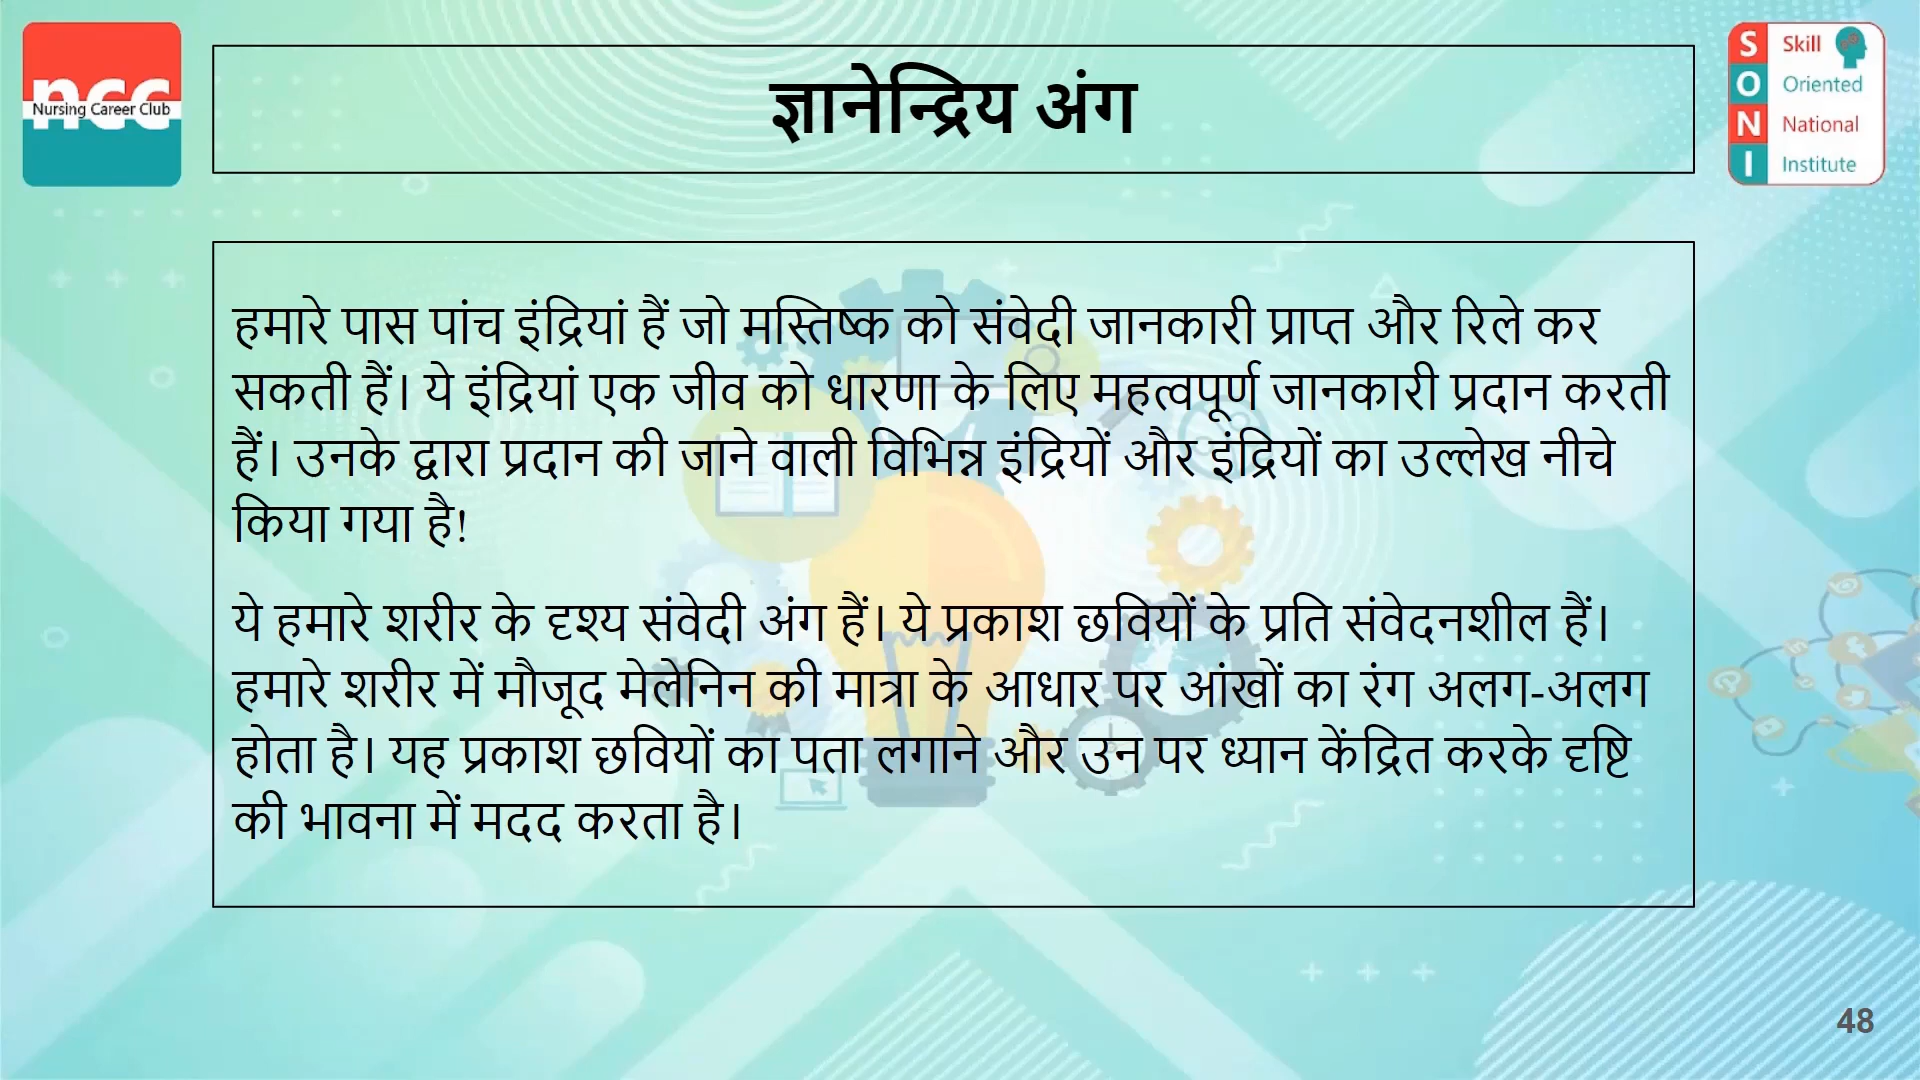 ncc
Nursing Career Club
ज्ञानेन्द्रिय अंग
S Skill
O Oriented
N National
I Institute
हमारे पास पांच इंद्रियां हैं जो मस्तिष्क को संवेदी जानकारी प्राप्त और रिले कर
सकती हैं। ये इंद्रियां एक जीव को धारणा के लिए महत्वपूर्ण जानकारी प्रदान करती
हैं। उनके द्वारा प्रदान की जाने वाली विभिन्न इंद्रियों और इंद्रियों का उल्लेख नीचे
किया गया है!
ये हमारे शरीर के दृश्य संवेदी अंग हैं। ये प्रकाश छवियों के प्रति संवेदनशील हैं।
हमारे शरीर में मौजूद मेलेनिन की मात्रा के आधार पर आंखों का रंग अलग-अलग
होता है। यह प्रकाश छवियों का पता लगाने और उन पर ध्यान केंद्रित करके दृष्टि
की भावना में मदद करता है।
48